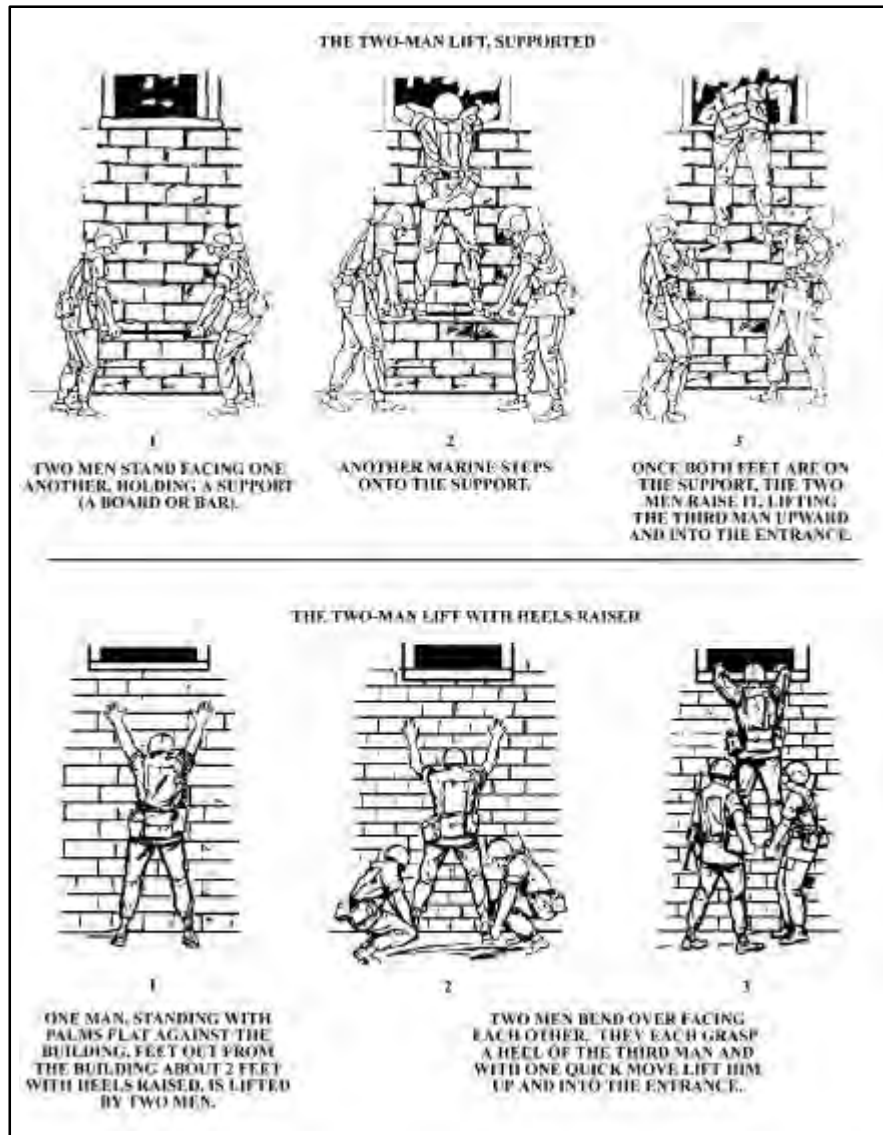 THE TWO-MAN LIFT, SUPPORTED
1
TWO MEN STAND FACING ONE
ANOTHER, HOLDING A SUPPORT
(A BOARD OR BAR).
2
ANOTHER MARINE STEPS
ONTO THE SUPPORT.
3
ONCE BOTH FEET ARE ON
THE SUPPORT, THE TWO
MEN RAISE IT, LIFTING
THE THIRD MAN UPWARD
AND INTO THE ENTRANCE.
THE TWO-MAN LIFT WITH HEELS RAISED
1
ONE MAN, STANDING WITH
PALMS FLAT AGAINST THE
BUILDING, FEET OUT FROM
THE BUILDING ABOUT 2 FEET
WITH HEELS RAISED, IS LIFTED
BY TWO MEN.
2
3
TWO MEN BEND OVER FACING
EACH OTHER. THEY EACH GRASP
A HEEL OF THE THIRD MAN AND
WITH ONE QUICK MOVE LIFT HIM
UP AND INTO THE ENTRANCE.